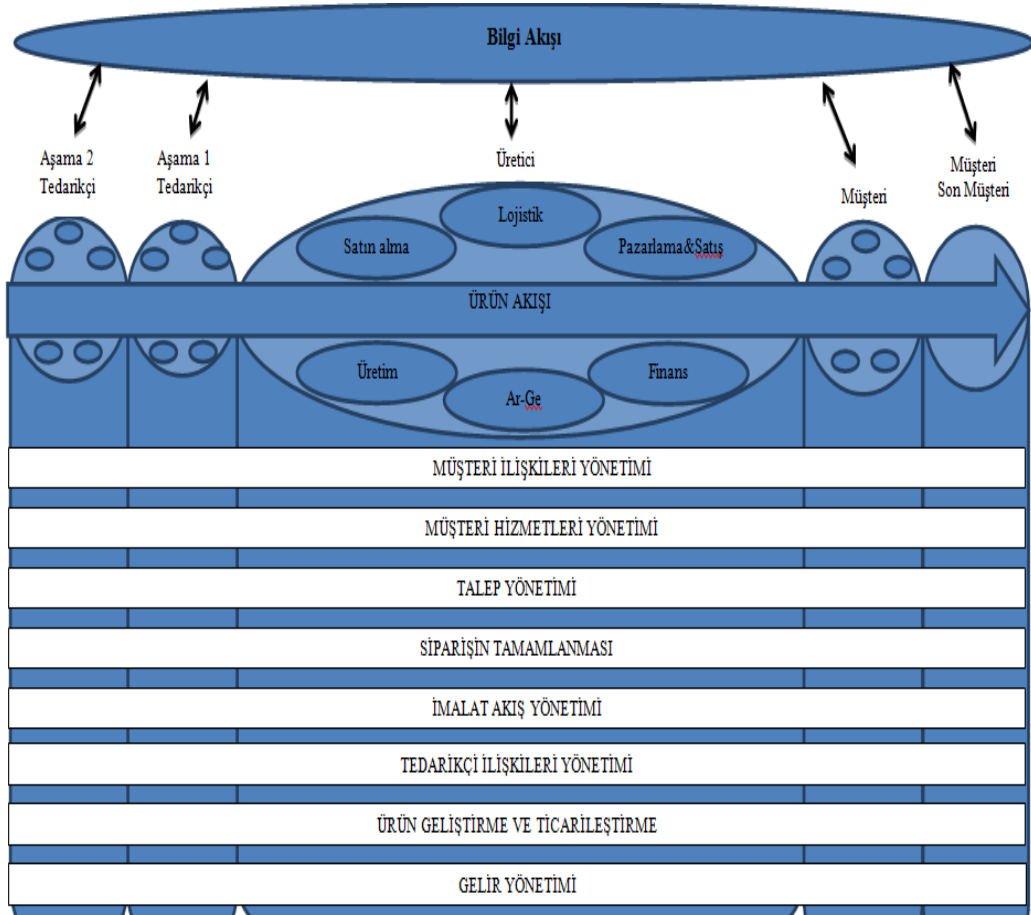 Bilgi Akışı
Aşama 2
Tedarikçi
Aşama 1
Tedarikçi
Üretici
Müşteri
Müşteri
Son Müşteri
Lojistik
Satın alma
Pazarlama&Satış
ÜRÜN AKIŞI
Üretim
Ar-Ge
Finans
MÜŞTERİ İLİŞKİLERİ YÖNETİMİ
MÜŞTERİ HİZMETLERİ YÖNETİMİ
TALEP YÖNETİMİ
SİPARİŞİN TAMAMLANMASI
İMALAT AKIŞ YÖNETİMİ
TEDARİKÇİ İLİŞKİLERİ YÖNETİMİ
ÜRÜN GELİŞTİRME VE TİCARİLEŞTİRME
GELİR YÖNETİMİ